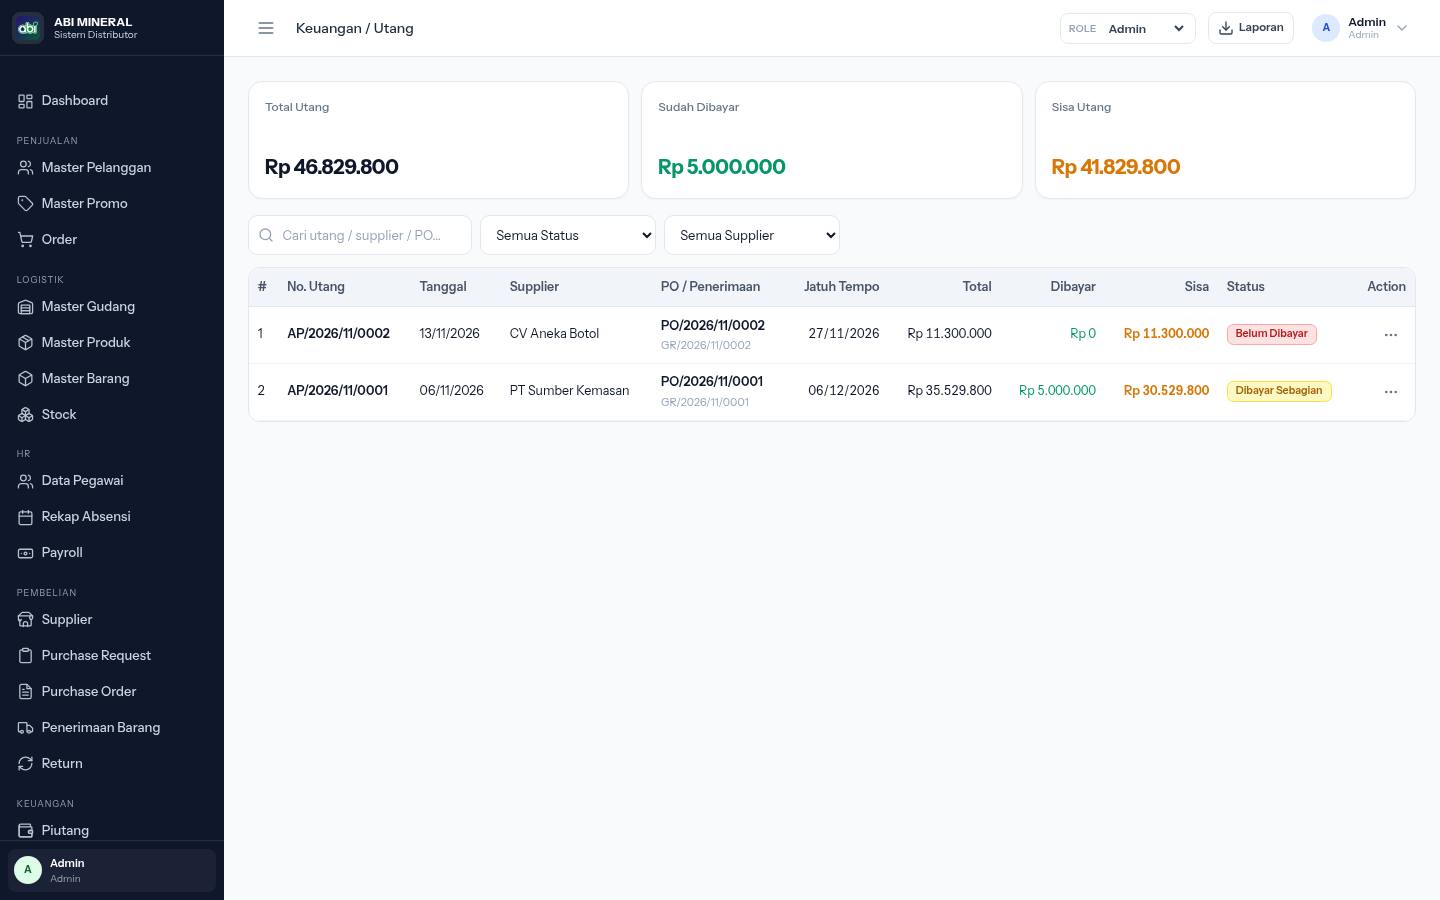 abi
ABI MINERAL
Sistem Distributor
Dashboard
PENJUALAN
Master Pelanggan
Master Promo
Order
LOGISTIK
Master Gudang
Master Produk
Master Barang
Stock
HR
Data Pegawai
Rekap Absensi
Payroll
PEMBELIAN
Supplier
Purchase Request
Purchase Order
Penerimaan Barang
Return
KEUANGAN
Piutang
A
Admin
Admin
Keuangan / Utang
ROLE Admin
Laporan
A
Admin
Admin
Total Utang
Rp 46.829.800
Sudah Dibayar
Rp 5.000.000
Sisa Utang
Rp 41.829.800
Cari utang / supplier / PO...
Semua Status
Semua Supplier
# No. Utang Tanggal Supplier PO / Penerimaan Jatuh Tempo Total Dibayar Sisa Status Action
1 AP/2026/11/0002 13/11/2026 CV Aneka Botol PO/2026/11/0002 27/11/2026 Rp 11.300.000 Rp 0 Rp 11.300.000 Belum Dibayar ...
GR/2026/11/0002
2 AP/2026/11/0001 06/11/2026 PT Sumber Kemasan PO/2026/11/0001 06/12/2026 Rp 35.529.800 Rp 5.000.000 Rp 30.529.800 Dibayar Sebagian ...
GR/2026/11/0001